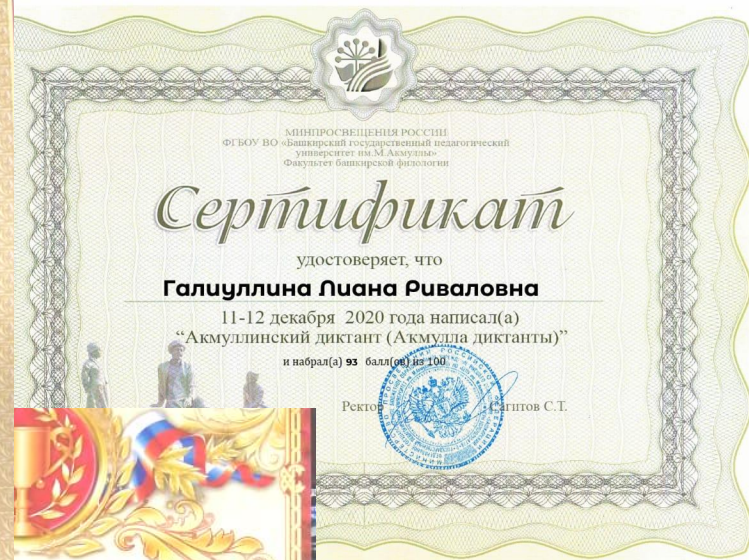 МИНПРОСВЕЩЕНИЯ РОССИИ
ФГБОУ ВО «Башкирский государственный педагогический
университет им.М.Акмуллы»
Факультет башкирской филологии
Сертификат
удостоверяет, что
Галиуллина Лиана Риваловна
11-12 декабря 2020 года написал(а)
“Акмуллинский диктант (Аҡмулла диктанты)”
и набрал(а) 93 балл(ов) из 100
Ректор Сагитов С.Т.